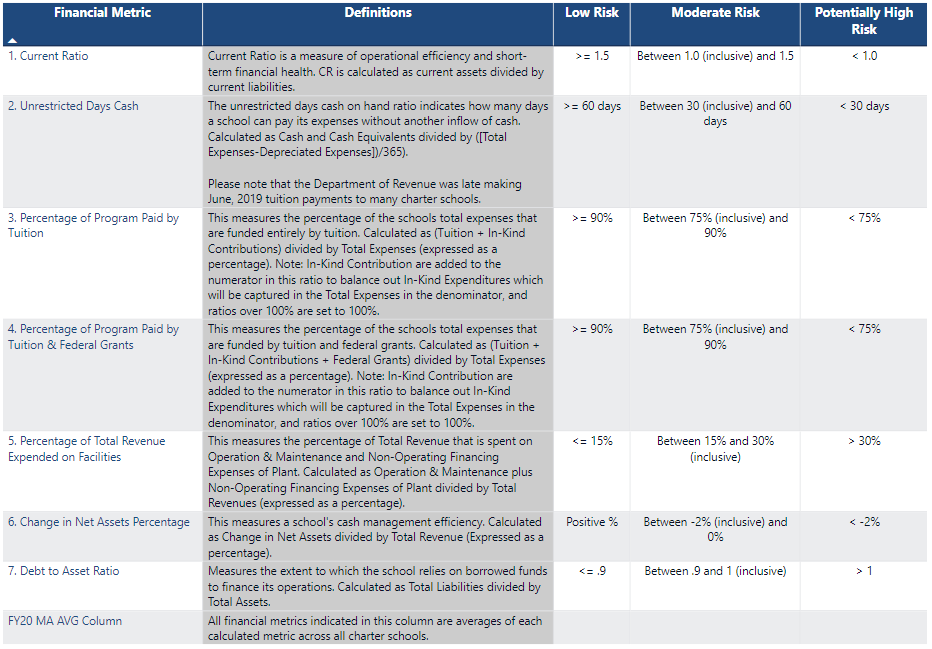 Financial Metric
Definitions
Low Risk
Moderate Risk
Potentially High
Risk
1. Current Ratio
Current Ratio is a measure of operational efficiency and short-
term financial health. CR is calculated as current assets divided by
current liabilities.
>= 1.5
Between 1.0 (inclusive) and 1.5
< 1.0
2. Unrestricted Days Cash
The unrestricted days cash on hand ratio indicates how many days
a school can pay its expenses without another inflow of cash.
Calculated as Cash and Cash Equivalents divided by ([Total
Expenses-Depreciated Expenses])/365).
Please note that the Department of Revenue was late making
June, 2019 tuition payments to many charter schools.
>= 60 days
Between 30 (inclusive) and 60
days
< 30 days
3. Percentage of Program Paid by
Tuition
This measures the percentage of the schools total expenses that
are funded entirely by tuition. Calculated as (Tuition + In-Kind
Contributions) divided by Total Expenses (expressed as a
percentage). Note: In-Kind Contribution are added to the
numerator in this ratio to balance out In-Kind Expenditures which
will be captured in the Total Expenses in the denominator, and
ratios over 100% are set to 100%.
>= 90%
Between 75% (inclusive) and
90%
< 75%
4. Percentage of Program Paid by
Tuition & Federal Grants
This measures the percentage of the schools total expenses that
are funded by tuition and federal grants. Calculated as (Tuition +
In-Kind Contributions + Federal Grants) divided by Total Expenses
(expressed as a percentage). Note: In-Kind Contribution are
added to the numerator in this ratio to balance out In-Kind
Expenditures which will be captured in the Total Expenses in the
denominator, and ratios over 100% are set to 100%.
>= 90%
Between 75% (inclusive) and
90%
< 75%
5. Percentage of Total Revenue
Expended on Facilities
This measures the percentage of Total Revenue that is spent on
Operation & Maintenance and Non-Operating Financing
Expenses of Plant. Calculated as Operation & Maintenance plus
Non-Operating Financing Expenses of Plant divided by Total
Revenues (expressed as a percentage).
<= 15%
Between 15% and 30%
(inclusive)
> 30%
6. Change in Net Assets Percentage
This measures a school's cash management efficiency. Calculated
as Change in Net Assets divided by Total Revenue (Expressed as a
percentage).
Positive %
Between -2% (inclusive) and
0%
< -2%
7. Debt to Asset Ratio
Measures the extent to which the school relies on borrowed funds
to finance its operations. Calculated as Total Liabilities divided by
Total Assets.
<= .9
Between .9 and 1 (inclusive)
> 1
FY20 MA AVG Column
All financial metrics indicated in this column are averages of each
calculated metric across all charter schools.